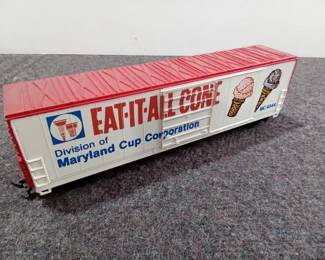 EAT-IT-ALL CONE
Division of
Maryland Cup Corporation